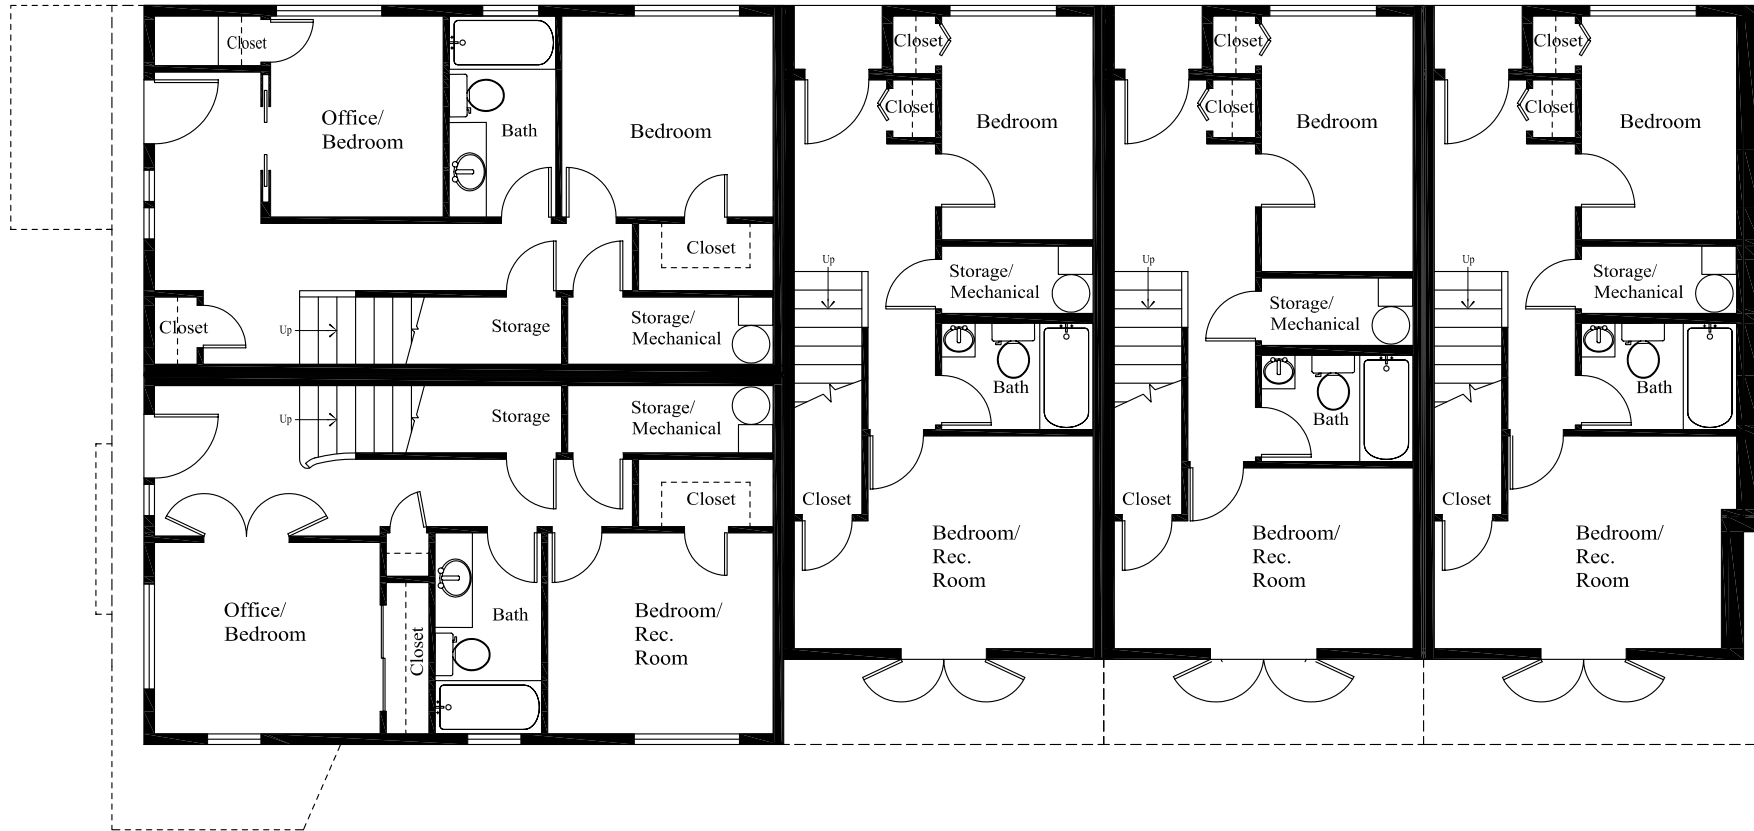 Closet
Office/
Bedroom
Bath
Bedroom
Closet
Closet
Up
Storage
Storage/
Mechanical
Up
Storage
Storage/
Mechanical
Closet
Office/
Bedroom
Closet
Bath
Bedroom/
Rec.
Room
Closet
Closet
Bedroom
Up
Storage/
Mechanical
Bath
Closet
Bedroom/
Rec.
Room
Closet
Closet
Bedroom
Up
Storage/
Mechanical
Bath
Closet
Bedroom/
Rec.
Room
Closet
Closet
Bedroom
Up
Storage/
Mechanical
Bath
Closet
Bedroom/
Rec.
Room